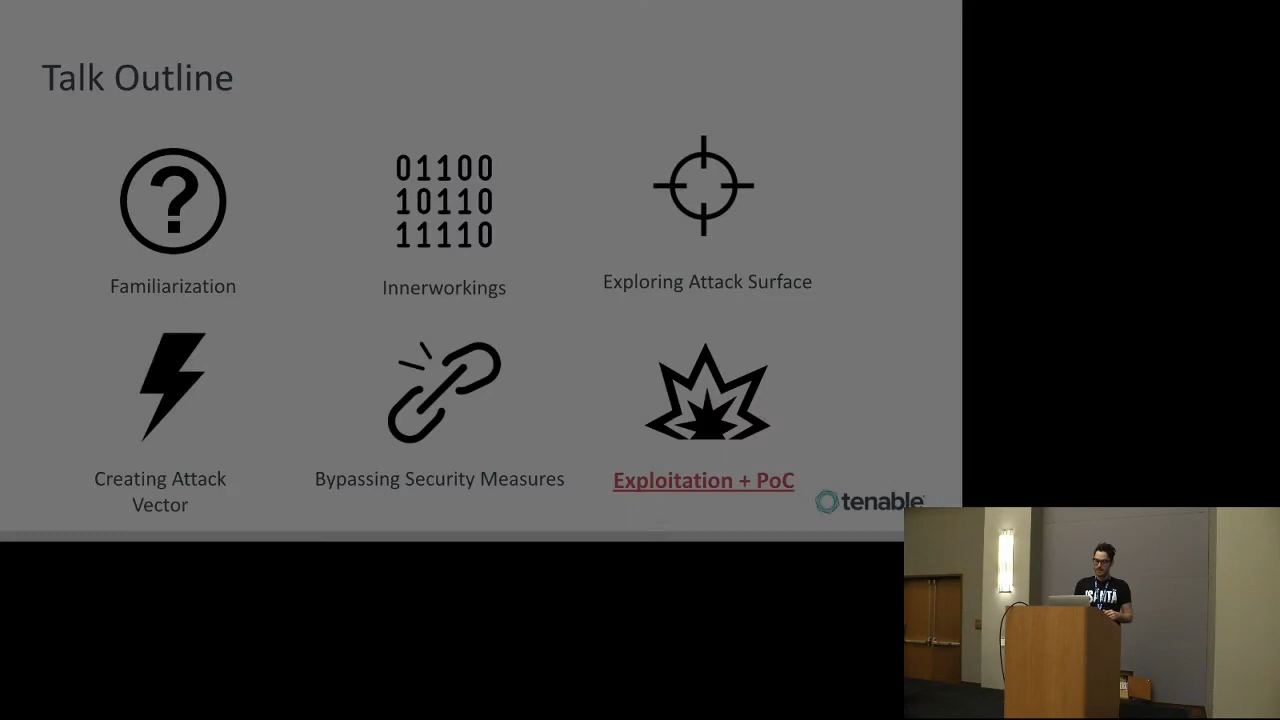 Talk Outline
01100
10110
11110
Familiarization
Innerworkings
Exploring Attack Surface
Creating Attack
Vector
Bypassing Security Measures
Exploitation + PoC
tenable